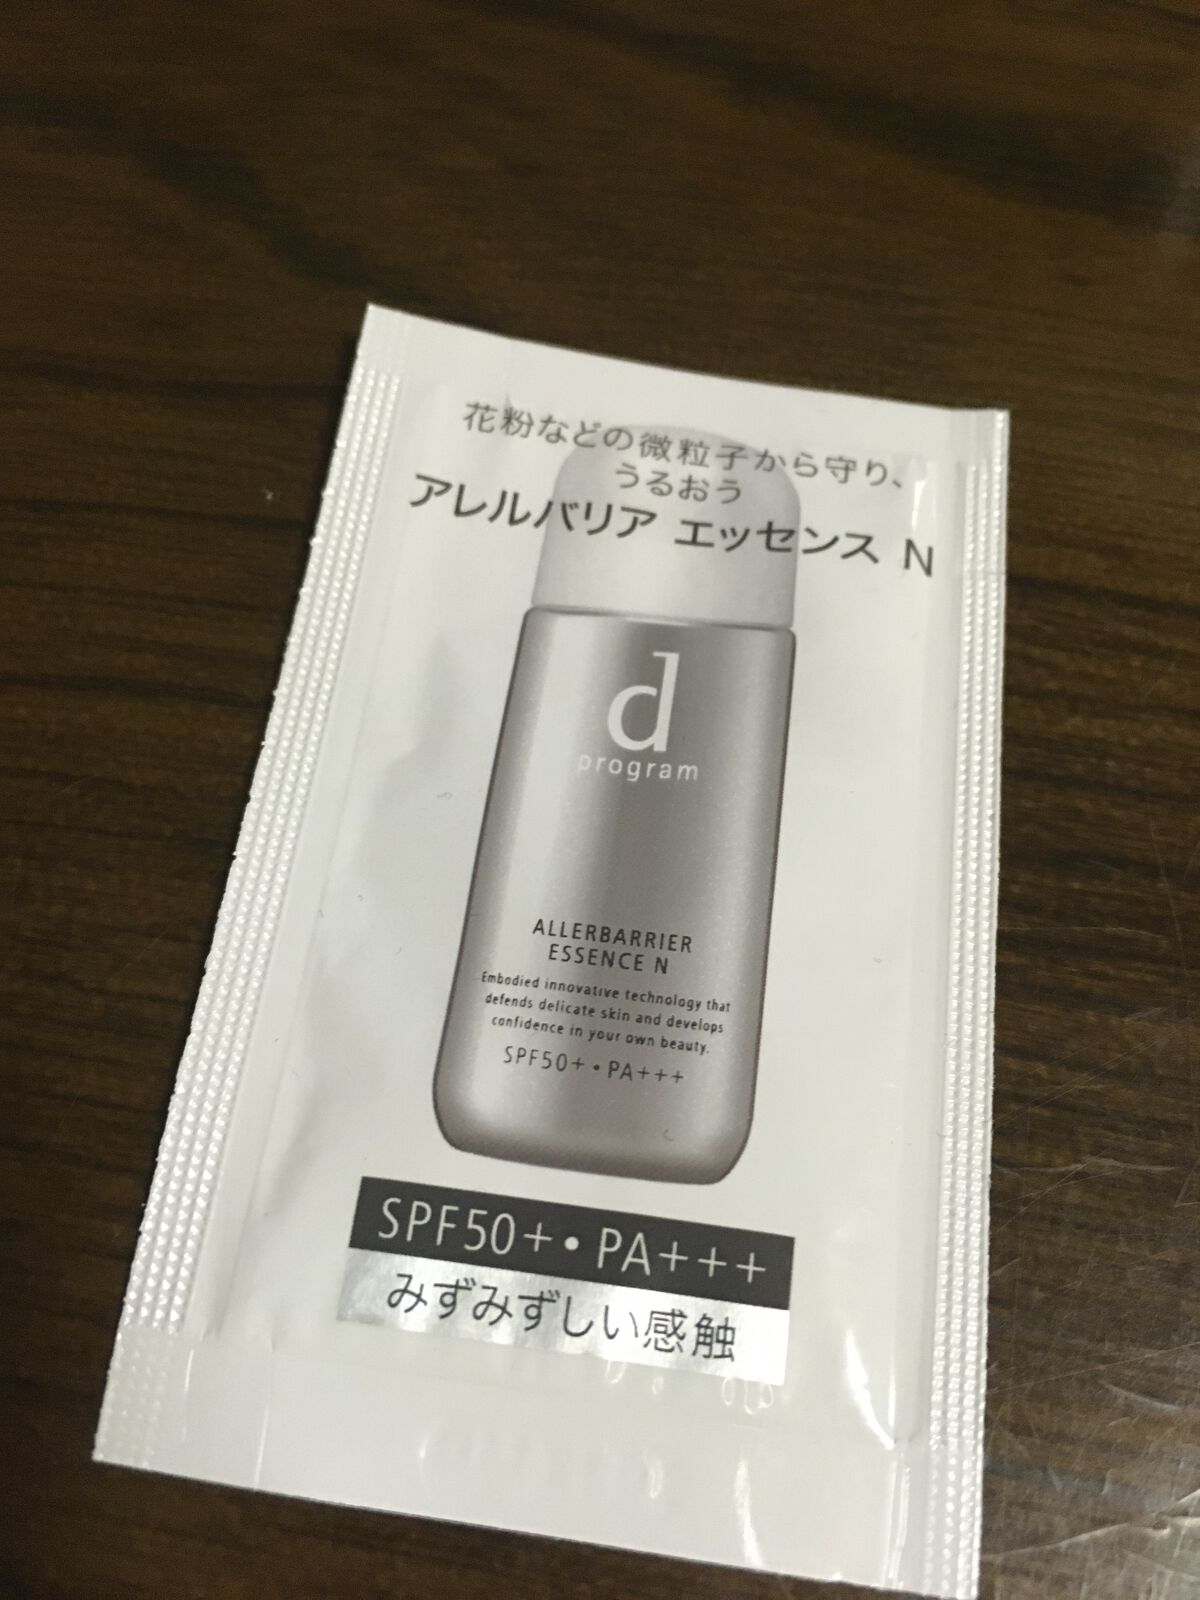 花粉などの微粒子から守り、
うるおう
アレルバリア エッセンス N
d
program
ALLERBARRIER
ESSENCE N
Embodied innovative technology that
defends delicate skin and develops
confidence in your own beauty.
SPF50+・PA+++
SPF50+・PA+++
みずみずしい感触